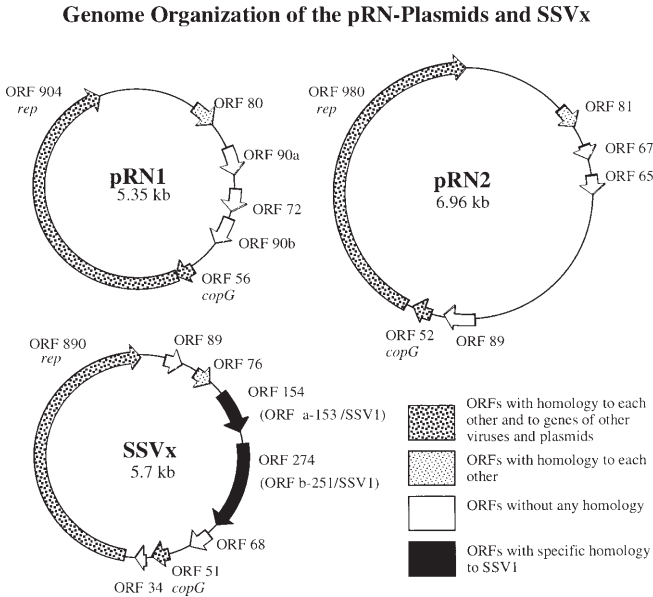 Genome Organization of the pRN-Plasmids and SSVx
ORF 904
rep
ORF 80
ORF 90a
pRN1
5.35 kb
ORF 72
ORF 90b
ORF 56
copG
ORF 980
rep
ORF 81
ORF 67
ORF 65
pRN2
6.96 kb
ORF 52
copG
ORF 89
ORF 890
rep
ORF 89
ORF 76
ORF 154
(ORF a-153 /SSV1)
SSVx
5.7 kb
ORF 274
(ORF b-251/SSV1)
ORF 68
ORF 51
copG
ORF 34
ORFs with homology to each
other and to genes of other
viruses and plasmids
ORFs with homology to each
other
ORFs without any homology
ORFs with specific homology
to SSV1